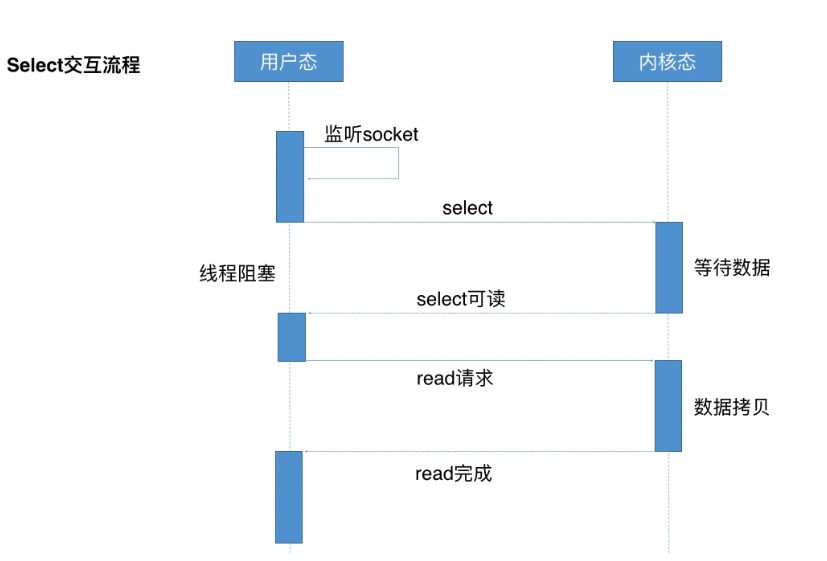 Select交互流程
用户态
内核态
监听socket
select
线程阻塞
等待数据
select可读
read请求
数据拷贝
read完成